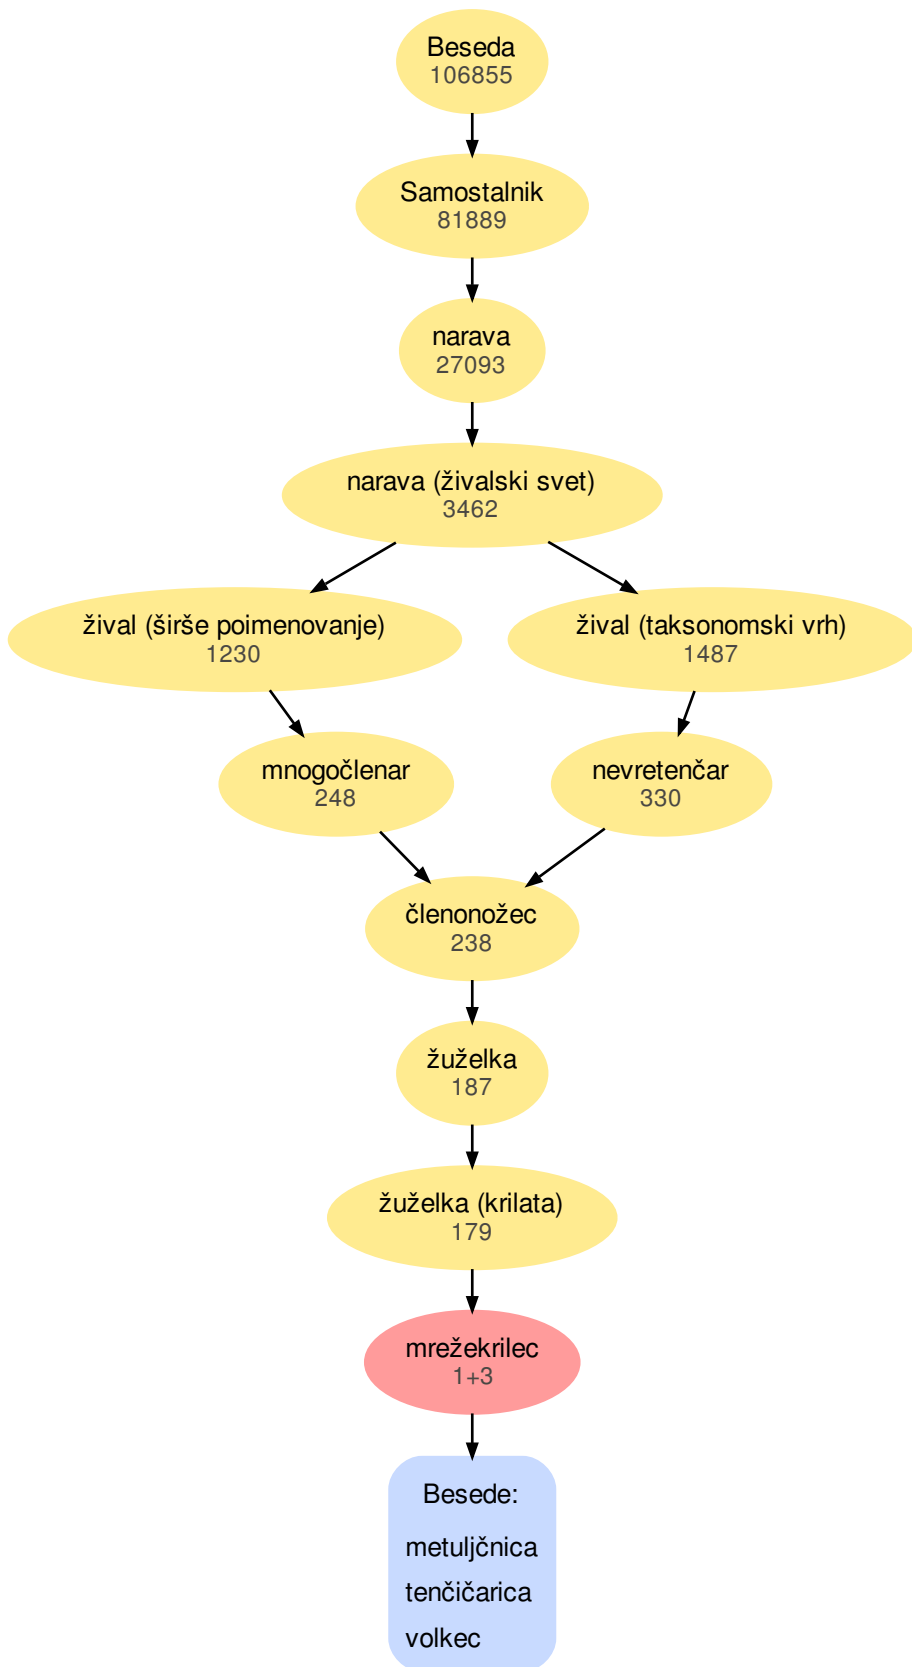 Beseda
106855
Samostalnik
81889
narava
27093
narava (živalski svet)
3462
žival (širše poimenovanje)
1230
žival (taksonomski vrh)
1487
mnogočlenar
248
nevretenčar
330
členonožec
238
žuželka
187
žuželka (krilata)
179
mrežekrilec
1+3
Besede:
metuljčnica
tenčičarica
volkec